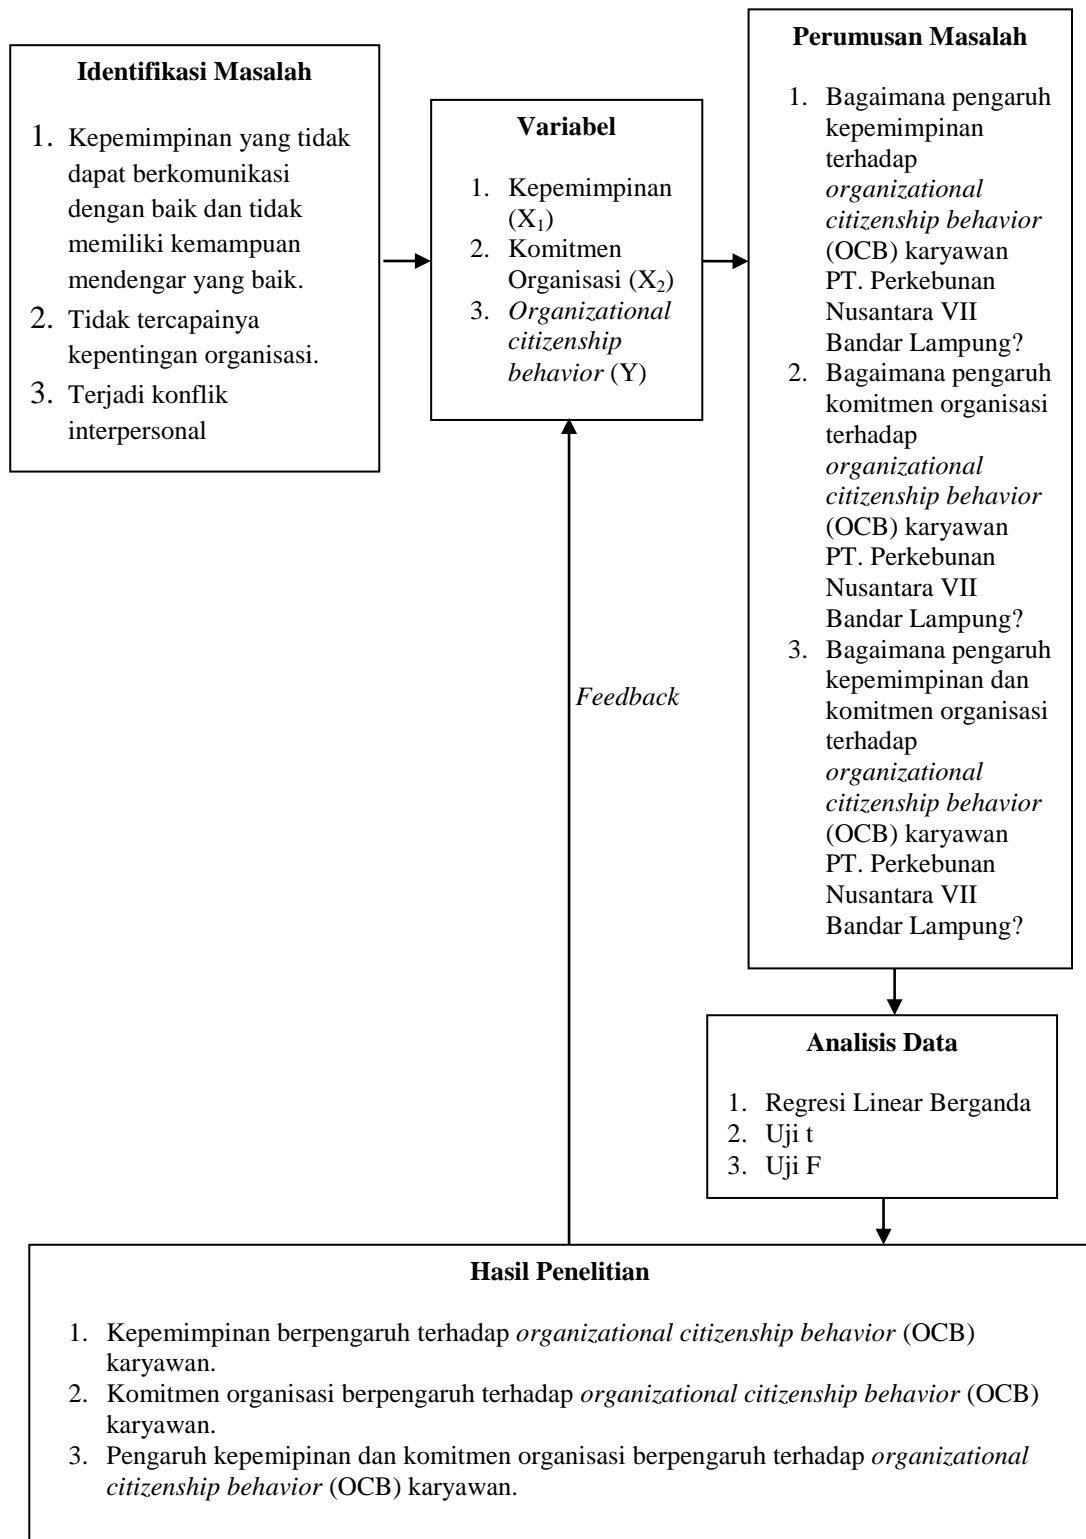 Identifikasi Masalah
1. Kepemimpinan yang tidak
dapat berkomunikasi
dengan baik dan tidak
memiliki kemampuan
mendengar yang baik.
2. Tidak tercapainya
kepentingan organisasi.
3. Terjadi konflik
interpersonal
Variabel
1. Kepemimpinan
(X₁)
2. Komitmen
Organisasi (X₂)
3. Organizational
citizenship
behavior (Y)
Perumusan Masalah
1. Bagaimana pengaruh
kepemimpinan
terhadap
organizational
citizenship behavior
(OCB) karyawan
PT. Perkebunan
Nusantara VII
Bandar Lampung?
2. Bagaimana pengaruh
komitmen organisasi
terhadap
organizational
citizenship behavior
(OCB) karyawan
PT. Perkebunan
Nusantara VII
Bandar Lampung?
3. Bagaimana pengaruh
kepemimpinan dan
komitmen organisasi
terhadap
organizational
citizenship behavior
(OCB) karyawan
PT. Perkebunan
Nusantara VII
Bandar Lampung?
Feedback
Analisis Data
1. Regresi Linear Berganda
2. Uji t
3. Uji F
Hasil Penelitian
1. Kepemimpinan berpengaruh terhadap organizational citizenship behavior (OCB)
karyawan.
2. Komitmen organisasi berpengaruh terhadap organizational citizenship behavior (OCB)
karyawan.
3. Pengaruh kepemipinan dan komitmen organisasi berpengaruh terhadap organizational
citizenship behavior (OCB) karyawan.